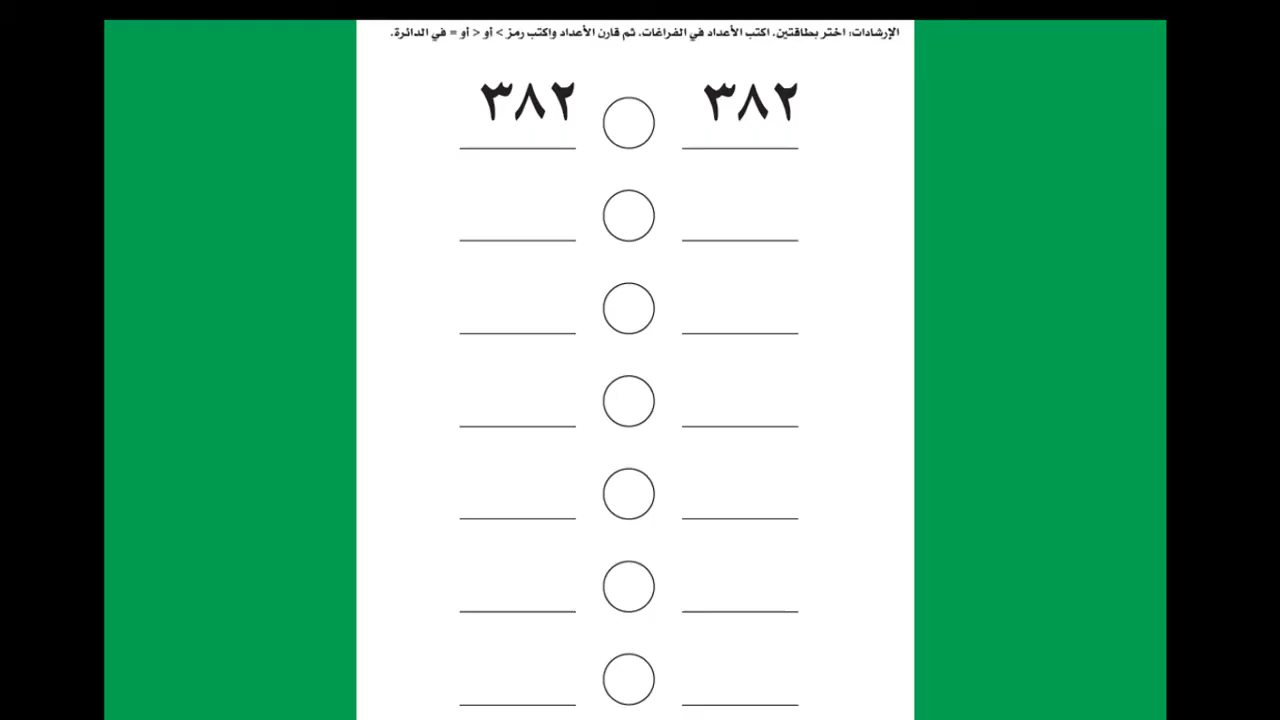 الإرشادات: اختر بطاقتين. اكتب الأعداد في الفراغات، ثم قارن الأعداد واكتب رمز > أو < أو = في الدائرة.
٣٨٢ ٣٨٢